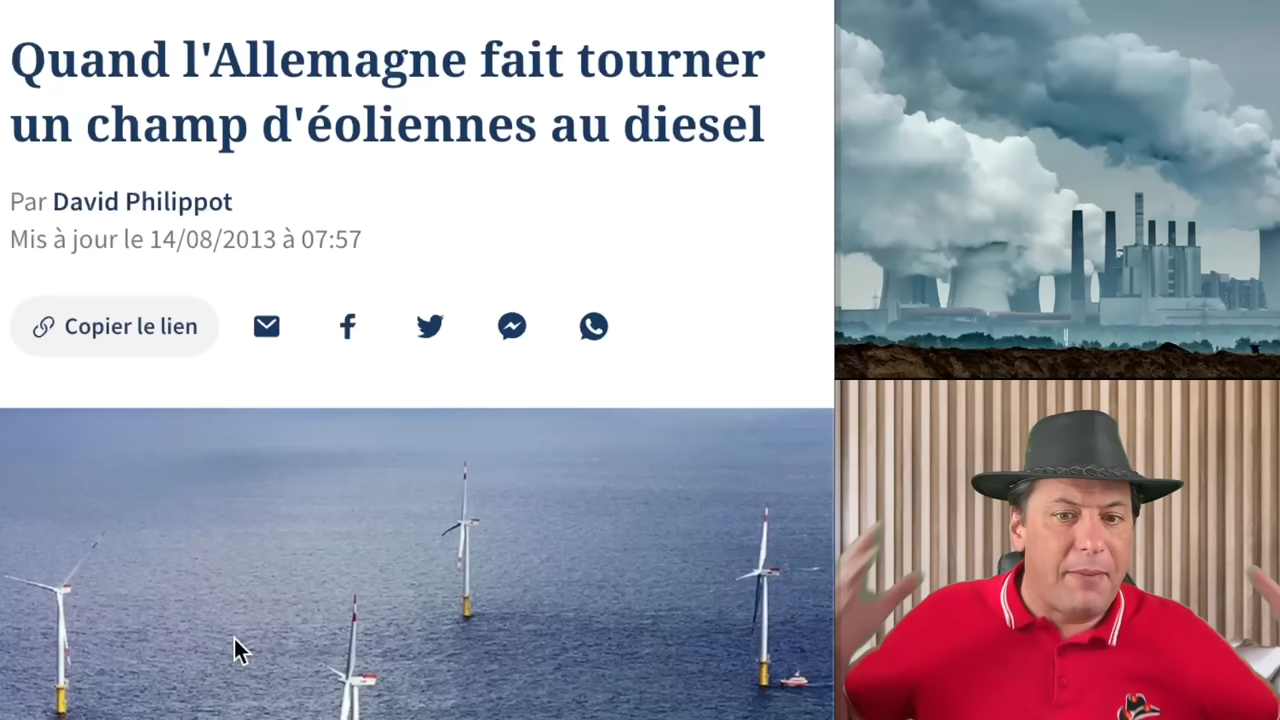 Quand l'Allemagne fait tourner
un champ d'éoliennes au diesel
Par David Philippot
Mis à jour le 14/08/2013 à 07:57
Copier le lien